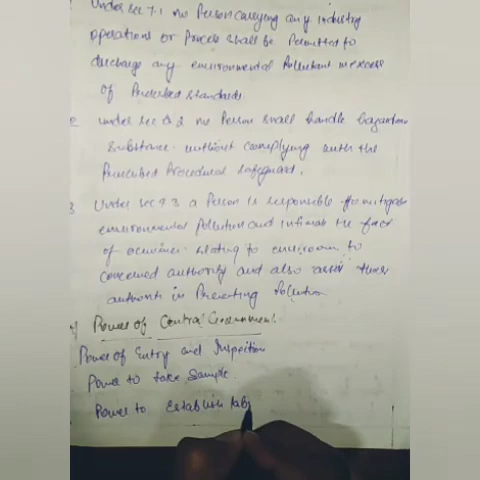 Under sec 7.1 no Person carrying any industry
operations or Process shall be Permitted to
discharge any environmental Pollutant in excess
of Prescribed standards.
2 under sec 8.2 no Person shall handle hazardous
substance without complying with the
Prescribed Procedural safeguard.
3 Under sec 9.3 a Person is responsible to mitigate
environmental Pollution and intimate the fact
of relating to environ to
concerned authority and also assist these
authority in Preventing Pollution
4) Power of Central Government.
Power of Entry and Inspection
Power to take Sample
Power to Establish labs